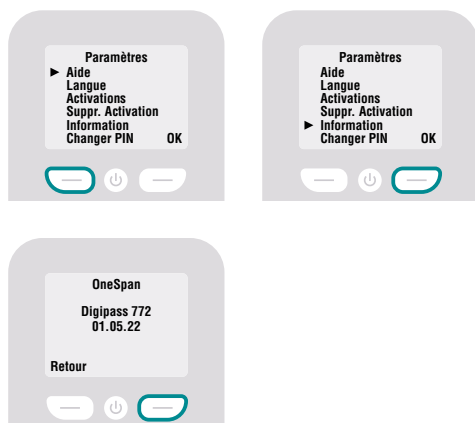 Paramètres
► Aide
Langue
Activations
Suppr. Activation
Information
Changer PIN OK
Paramètres
Aide
Langue
Activations
Suppr. Activation
► Information
Changer PIN OK
OneSpan
Digipass 772
01.05.22
Retour